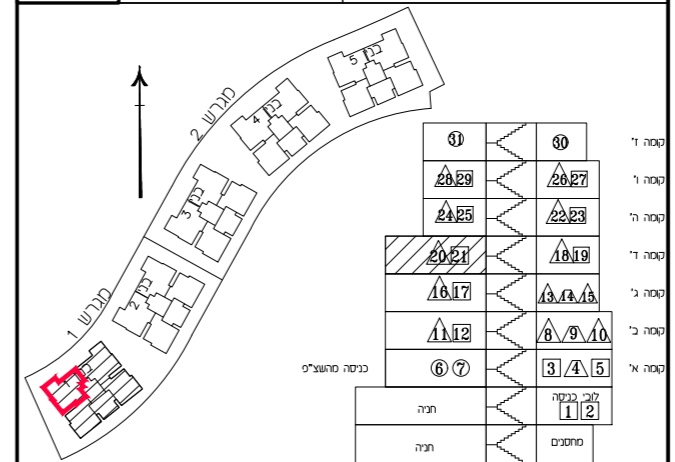 בנין 5
בנין 4
מגרש 2
בנין 3
בנין 2
מגרש 1
31 30 קומה ז'
28 29 26 27 קומה ו'
24 25 22 23 קומה ה'
20 21 18 19 קומה ד'
16 17 13 14 15 קומה ג'
11 12 8 9 10 קומה ב'
כניסה מהשצ"פ 6 7 3 4 5 קומה א'
חניה לובי כניסה
1 2
חניה מחסנים